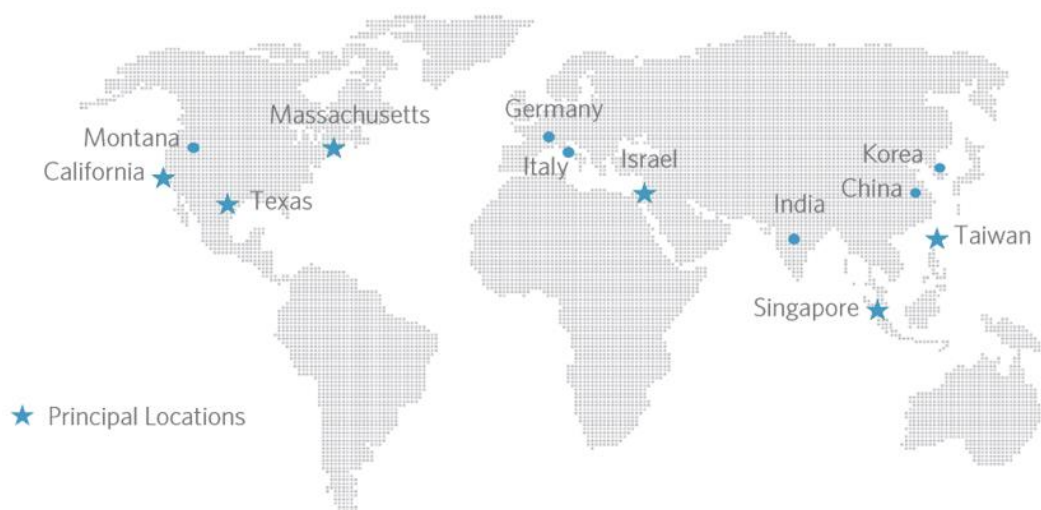 Massachusetts
Germany
Montana
Italy
Israel
Korea
California
China
Texas
India
Taiwan
Singapore
Principal Locations